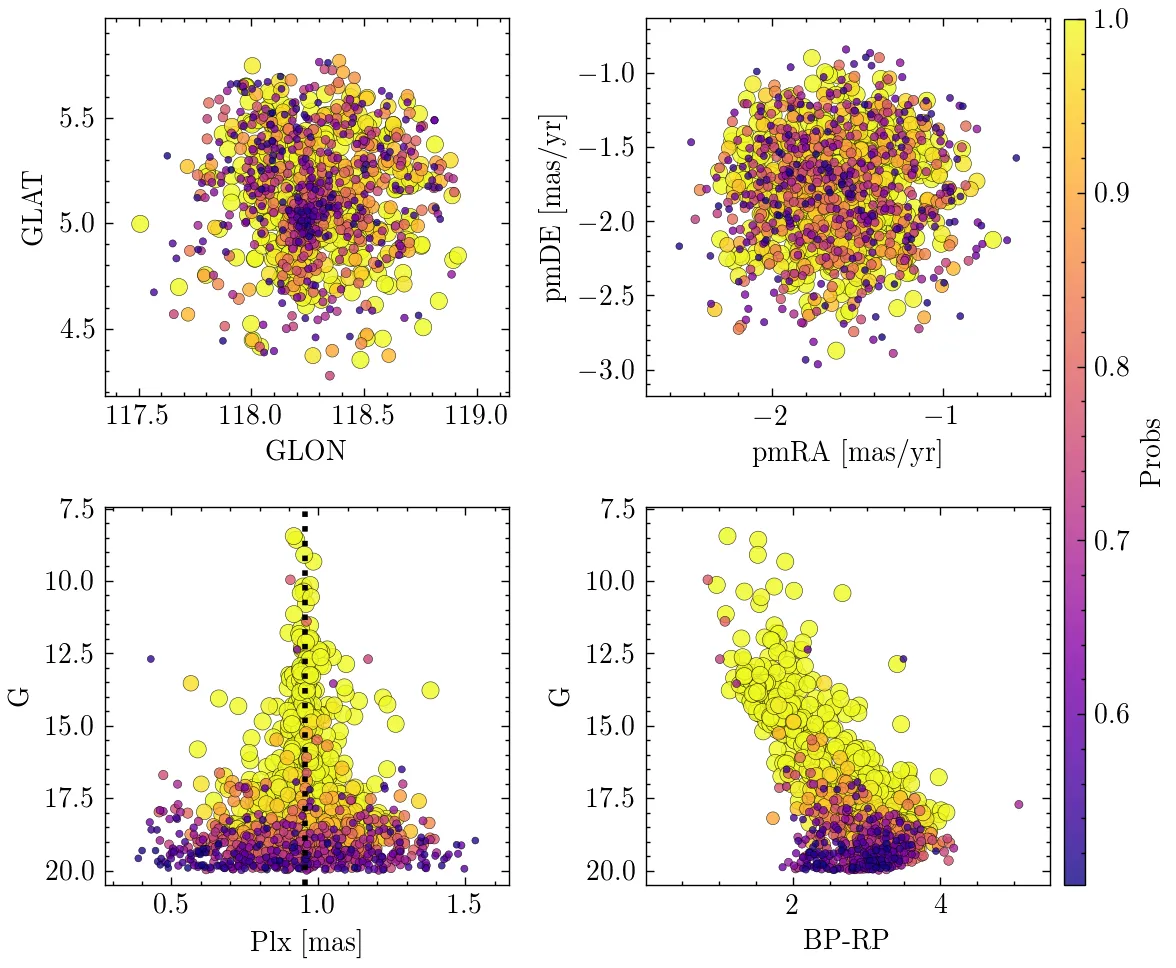 5.5
5.0
4.5
GLAT
117.5 118.0 118.5 119.0
GLON
−1.0
−1.5
−2.0
−2.5
−3.0
pmDE [mas/yr]
−2 −1
pmRA [mas/yr]
1.0
0.9
0.8
0.7
0.6
Probs
7.5
10.0
12.5
15.0
17.5
20.0
G
0.5 1.0 1.5
Plx [mas]
7.5
10.0
12.5
15.0
17.5
20.0
G
2 4
BP-RP